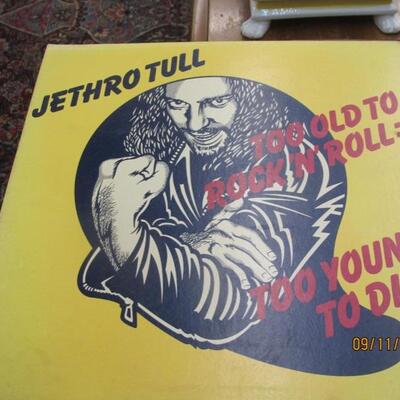 JETHRO TULL
TOO OLD TO
ROCK 'N' ROLL:
TOO YOUN
TO DI
09/11/